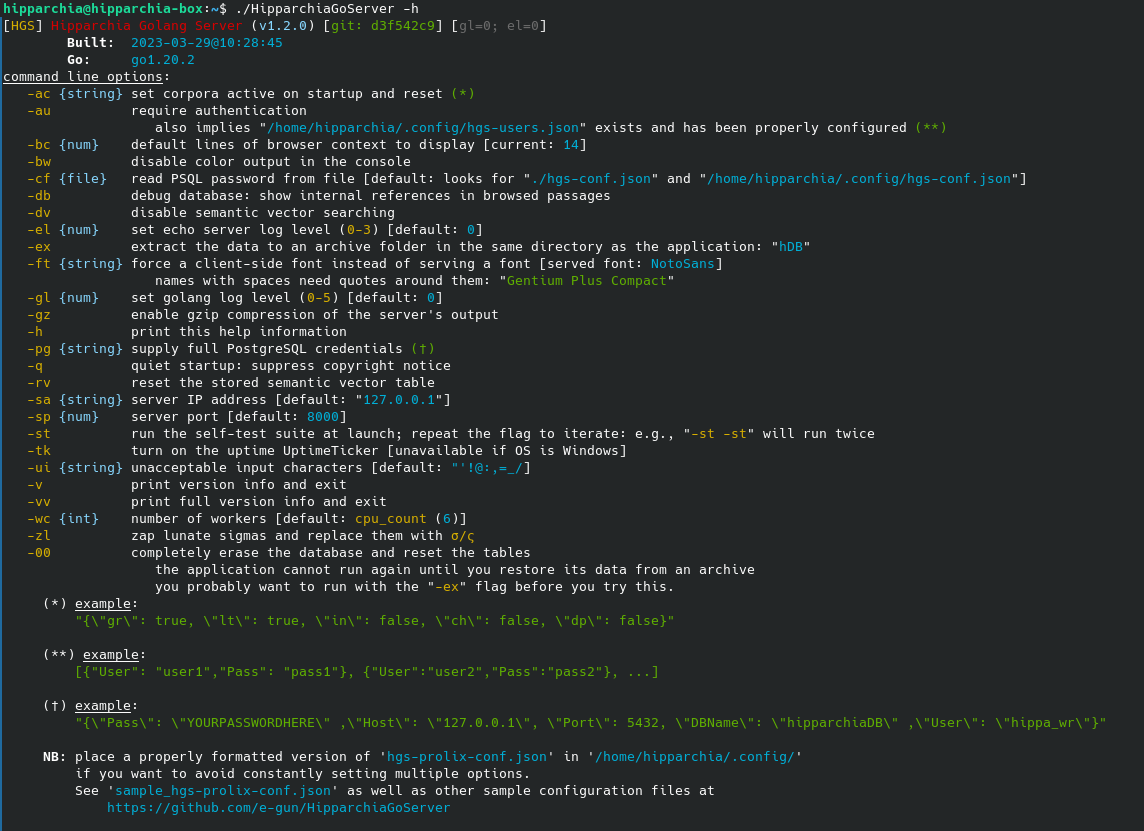 hipparchia@hipparchia-box:~$ ./HipparchiaGoServer -h
[HGS] Hipparchia Golang Server (v1.2.0) [git: d3f542c9] [gl=0; el=0]
Built: 2023-03-29@10:28:45
Go: go1.20.2
command line options:
-ac {string} set corpora active on startup and reset (*)
-au require authentication
also implies "/home/hipparchia/.config/hgs-users.json" exists and has been properly configured (**)
-bc {num} default lines of browser context to display [current: 14]
-bw disable color output in the console
-cf {file} read PSQL password from file [default: looks for "./hgs-conf.json" and "/home/hipparchia/.config/hgs-conf.json"]
-db debug database: show internal references in browsed passages
-dv disable semantic vector searching
-el {num} set echo server log level (0-3) [default: 0]
-ex extract the data to an archive folder in the same directory as the application: "hDB"
-ft {string} force a client-side font instead of serving a font [served font: NotoSans]
names with spaces need quotes around them: "Gentium Plus Compact"
-gl {num} set golang log level (0-5) [default: 0]
-gz enable gzip compression of the server's output
-h print this help information
-pg {string} supply full PostgreSQL credentials (†)
-q quiet startup: suppress copyright notice
-rv reset the stored semantic vector table
-sa {string} server IP address [default: "127.0.0.1"]
-sp {num} server port [default: 8000]
-st run the self-test suite at launch; repeat the flag to iterate: e.g., "-st -st" will run twice
-tk turn on the uptime UptimeTicker [unavailable if OS is Windows]
-ui {string} unacceptable input characters [default: "'!@:,=_/]
-v print version info and exit
-vv print full version info and exit
-wc {int} number of workers [default: cpu_count (6)]
-zl zap lunate sigmas and replace them with σ/ς
-00 completely erase the database and reset the tables
the application cannot run again until you restore its data from an archive
you probably want to run with the "-ex" flag before you try this.
(*) example:
"{\"gr\": true, \"lt\": true, \"in\": false, \"ch\": false, \"dp\": false}"
(**) example:
[{"User": "user1","Pass": "pass1"}, {"User":"user2","Pass":"pass2"}, ...]
(†) example:
"{\"Pass\": \"YOURPASSWORDHERE\" ,\"Host\": \"127.0.0.1\", \"Port\": 5432, \"DBName\": \"hipparchiaDB\" ,\"User\": \"hippa_wr\"}"
NB: place a properly formatted version of 'hgs-prolix-conf.json' in '/home/hipparchia/.config/'
if you want to avoid constantly setting multiple options.
See 'sample_hgs-prolix-conf.json' as well as other sample configuration files at
https://github.com/e-gun/HipparchiaGoServer